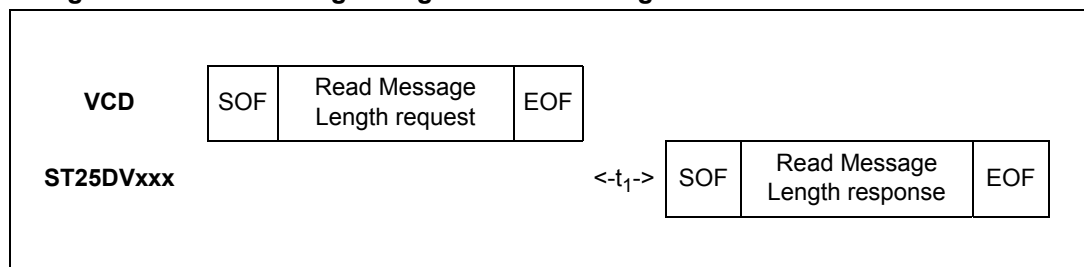 VCD SOF Read Message EOF
Length request
ST25DVxxx <-t1-> SOF Read Message EOF
Length response